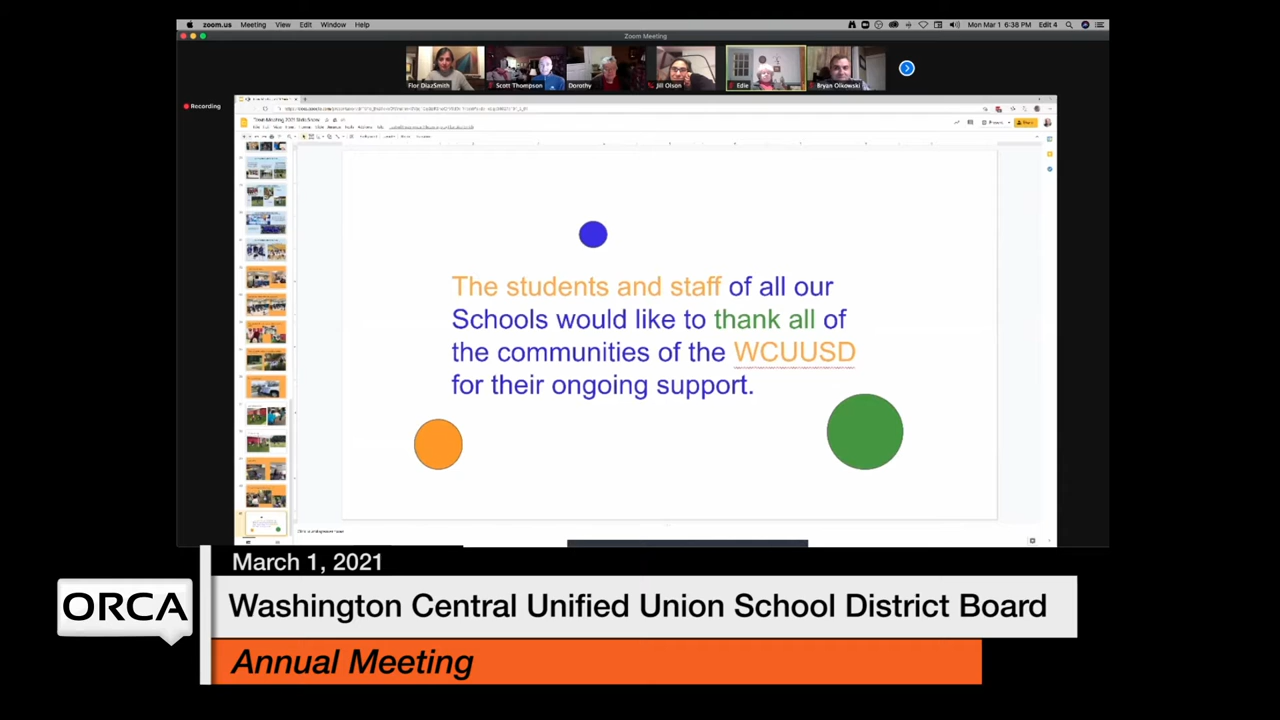 zoom.us Meeting View Edit Window Help
Mon Mar 1 6:38 PM Edit 4
Zoom Meeting
Flor DiazSmith Scott Thompson Dorothy Jill Olson Edie Bryan Olkowski
Recording
The students and staff of all our
Schools would like to thank all of
the communities of the WCUUSD
for their ongoing support.
March 1, 2021
ORCA
Washington Central Unified Union School District Board
Annual Meeting